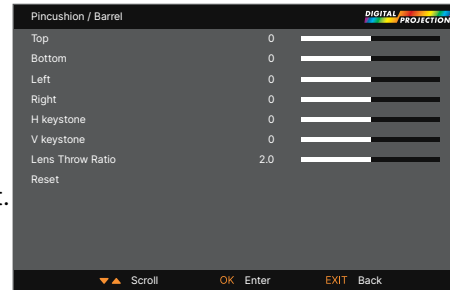 Pincushion / Barrel
DIGITAL PROJECTION
Top 0
Bottom 0
Left 0
Right 0
H keystone 0
V keystone 0
Lens Throw Ratio 2.0
Reset
▼▲ Scroll OK Enter EXIT Back